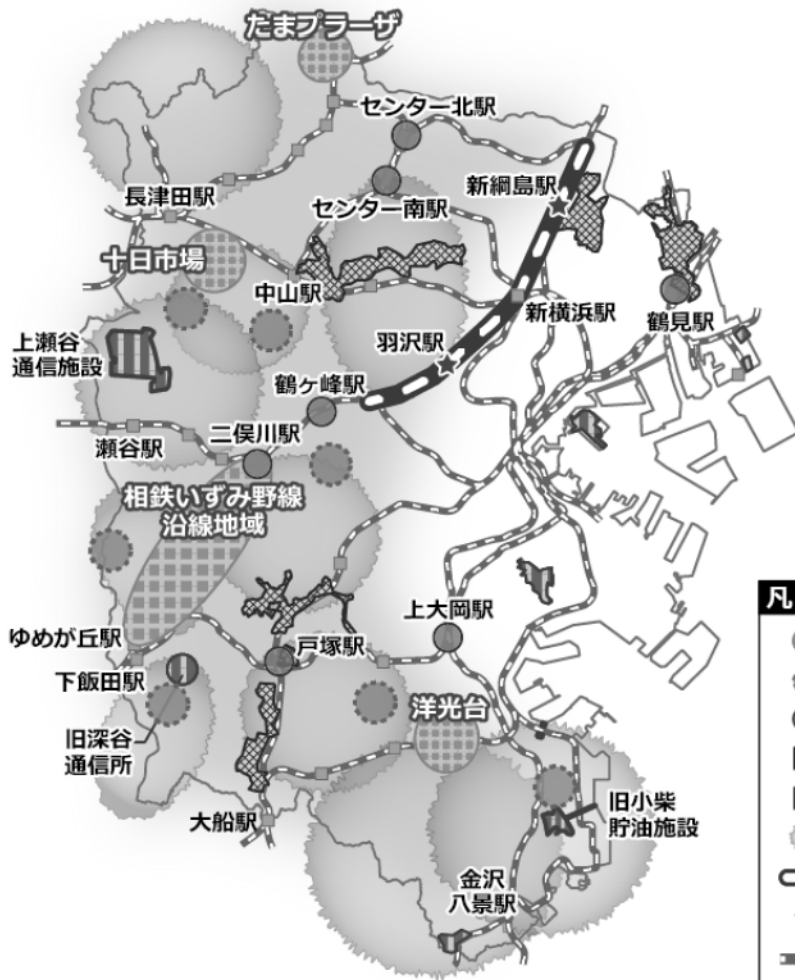 たまプラーザ
センター北駅
新綱島駅
長津田駅
センター南駅
十日市場
中山駅
新横浜駅
鶴見駅
上瀬谷
通信施設
羽沢駅
鶴ヶ峰駅
瀬谷駅
二俣川駅
相鉄いずみ野線
沿線地域
上大岡駅
凡
ゆめが丘駅
戸塚駅
下飯田駅
洋光台
旧深谷
通信所
大船駅
旧小柴
貯油施設
金沢
八景駅